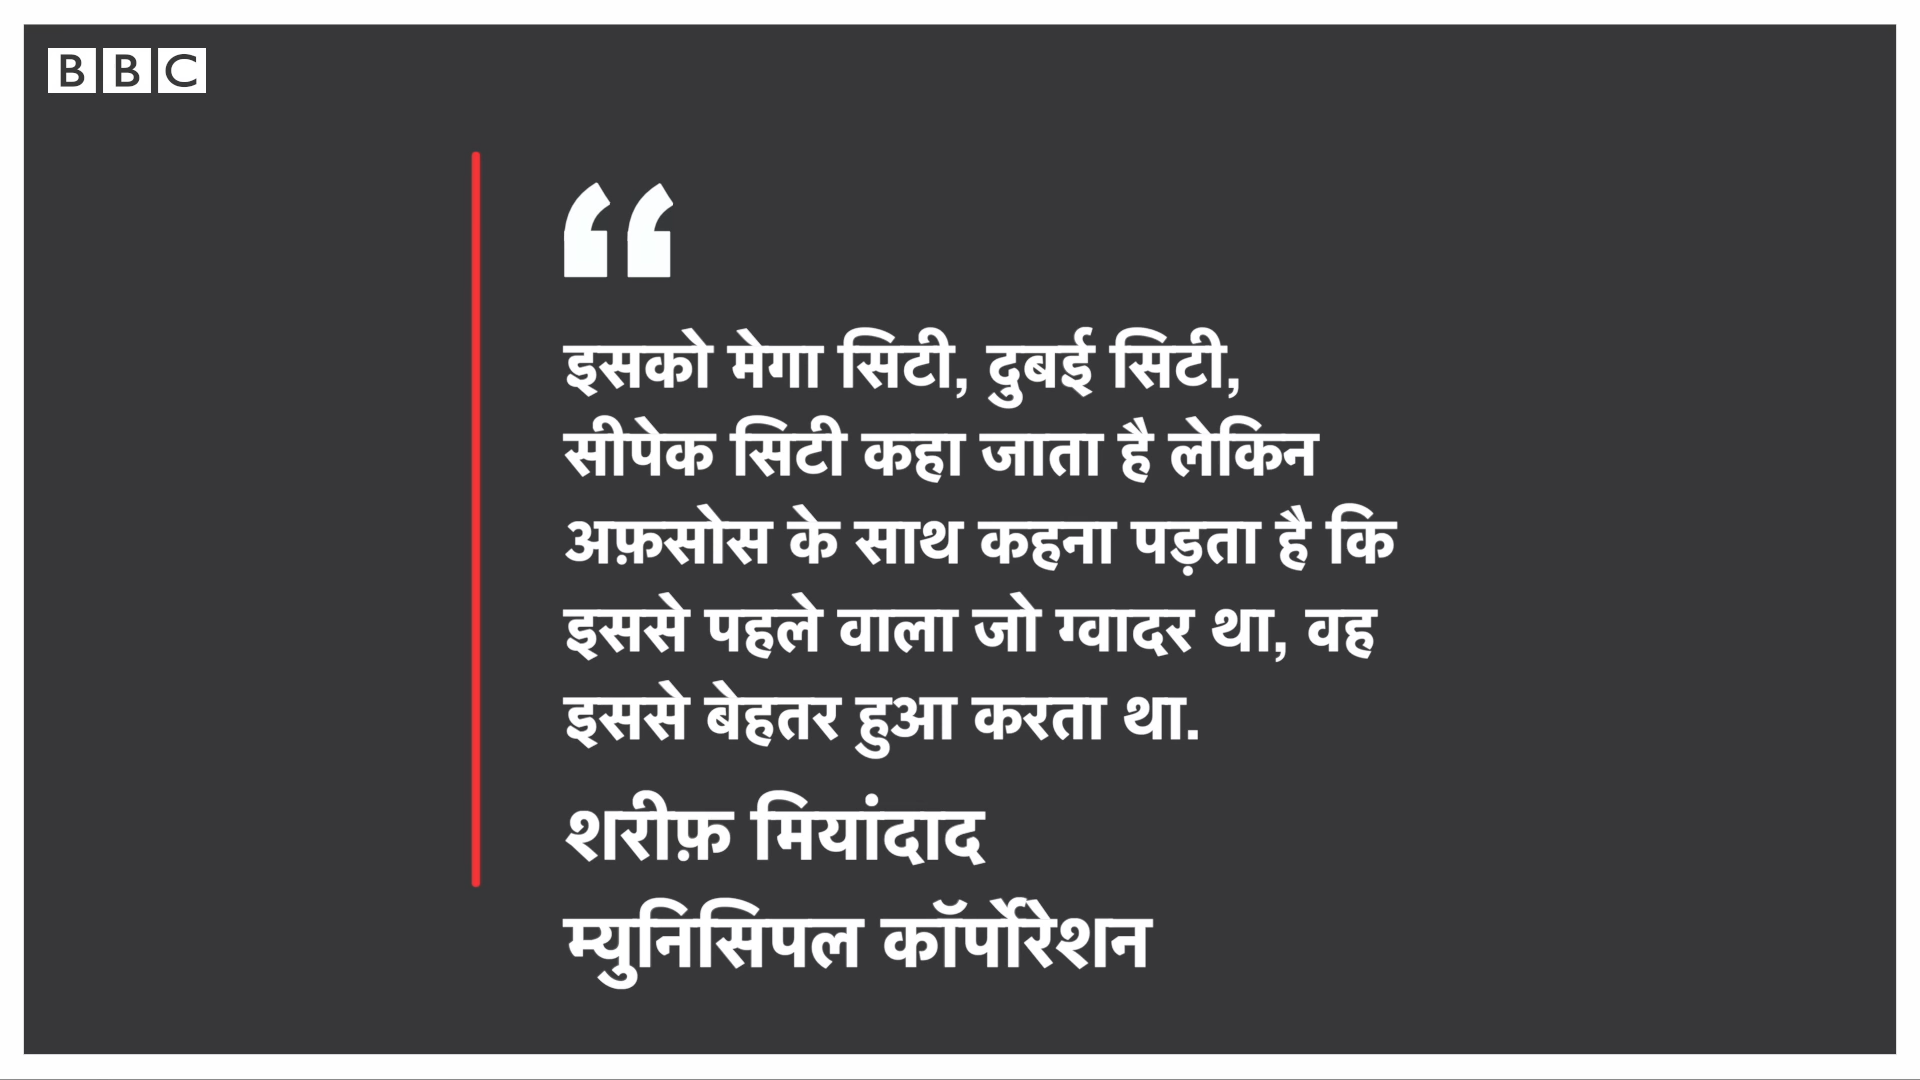 BBC
“
इसको मेगा सिटी, दुबई सिटी,
सीपेक सिटी कहा जाता है लेकिन
अफ़सोस के साथ कहना पड़ता है कि
इससे पहले वाला जो ग्वादर था, वह
इससे बेहतर हुआ करता था.
शरीफ़ मियांदाद
म्युनिसिपल कॉर्पोरेशन